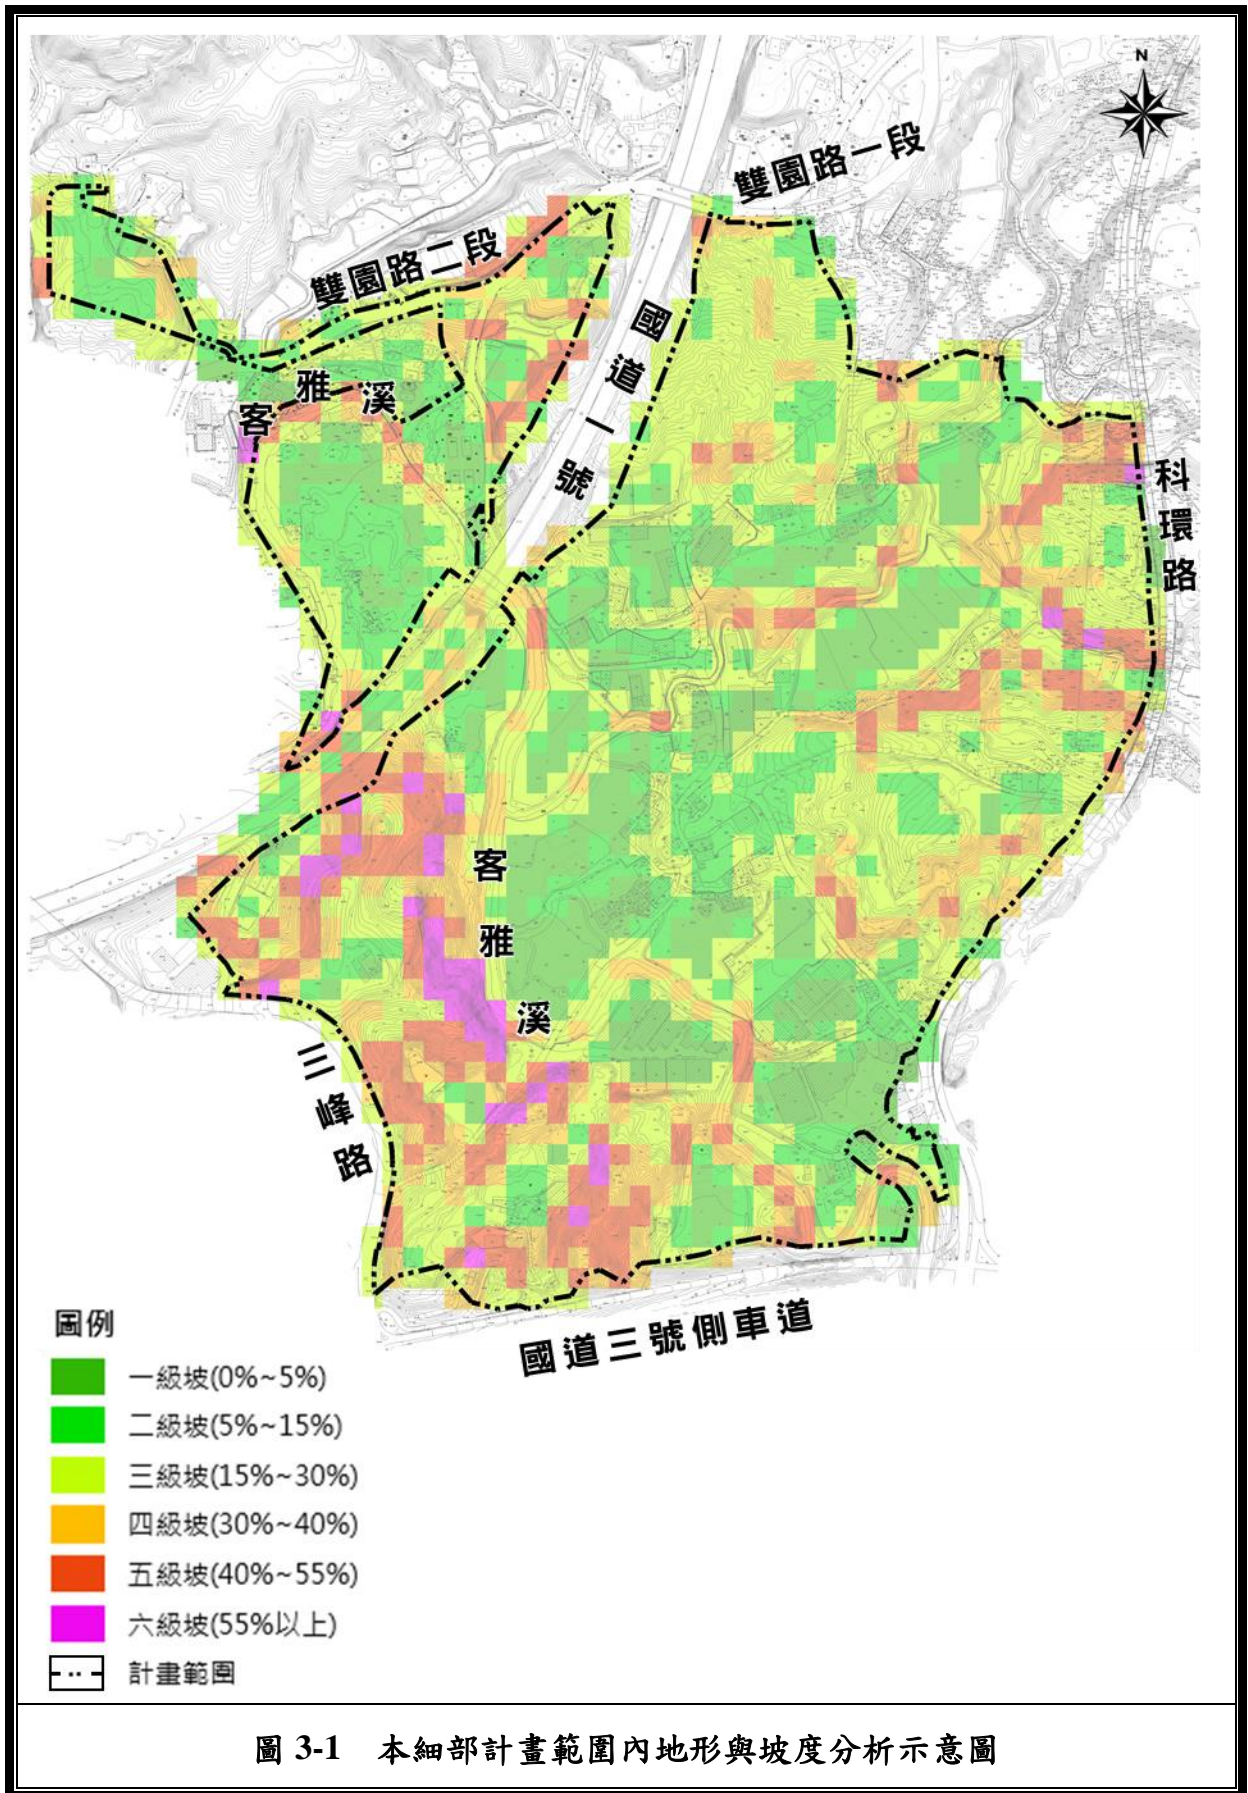 N
雙園路一段
雙園路二段
國道一號
客雅溪
科環路
客雅溪
三峰路
國道三號側車道
圖例
一級坡(0%~5%)
二級坡(5%~15%)
三級坡(15%~30%)
四級坡(30%~40%)
五級坡(40%~55%)
六級坡(55%以上)
計畫範圍
圖 3-1 本細部計畫範圍內地形與坡度分析示意圖